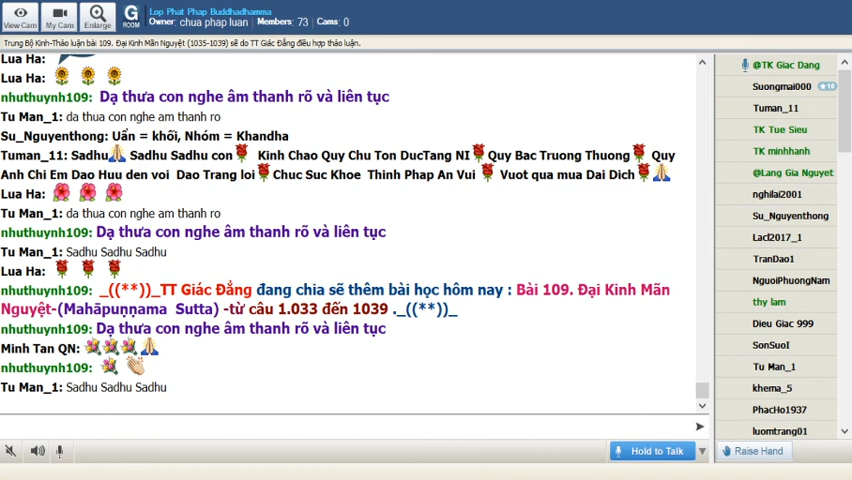 View Cam
My Cam
Enlarge
G
ROOM
Lop Phat Phap Buddhadhamma
Owner: chua phap luan Members: 73 Cams: 0
Trung Bộ Kinh-Thảo luận bài 109. Đại Kinh Mãn Nguyệt (1035-1039) sẽ do TT Giác Đẳng điều hợp thảo luận.
Lua Ha:
Lua Ha:
nhuthuynh109: Dạ thưa con nghe âm thanh rõ và liên tục
Tu Man_1: da thua con nghe am thanh ro
Su_Nguyenthong: Uẩn = khối, Nhóm = Khandha
Tuman_11: Sadhu Sadhu Sadhu con Kinh Chao Quy Chu Ton DucTang NI Quy Bac Truong Thuong Quy
Anh Chi Em Dao Huu den voi Dao Trang loi Chuc Suc Khoe Thinh Phap An Vui Vuot qua mua Dai Dich
Lua Ha:
Tu Man_1: da thua con nghe am thanh ro
nhuthuynh109: Dạ thưa con nghe âm thanh rõ và liên tục
Tu Man_1: Sadhu Sadhu Sadhu
Lua Ha:
nhuthuynh109: _((**))_TT Giác Đẳng đang chia sẽ thêm bài học hôm nay : Bài 109. Đại Kinh Mãn
Nguyệt-(Mahāpuṇṇama Sutta) -từ câu 1.033 đến 1039 ._((**))_
nhuthuynh109: Dạ thưa con nghe âm thanh rõ và liên tục
Minh Tan QN:
nhuthuynh109:
Tu Man_1: Sadhu Sadhu Sadhu
@TK Giac Dang
Suongmai000 ★10
Tuman_11
TK Tue Sieu
TK minhhanh
@Lang Gia Nguyet
nghilai2001
Su_Nguyenthong
Lacl2017_1
TranDao1
NguoiPhuongNam
thy lam
Dieu Giac 999
SonSuoI
Tu Man_1
khema_5
PhacHo1937
luomtrang01
Hold to Talk
Raise Hand